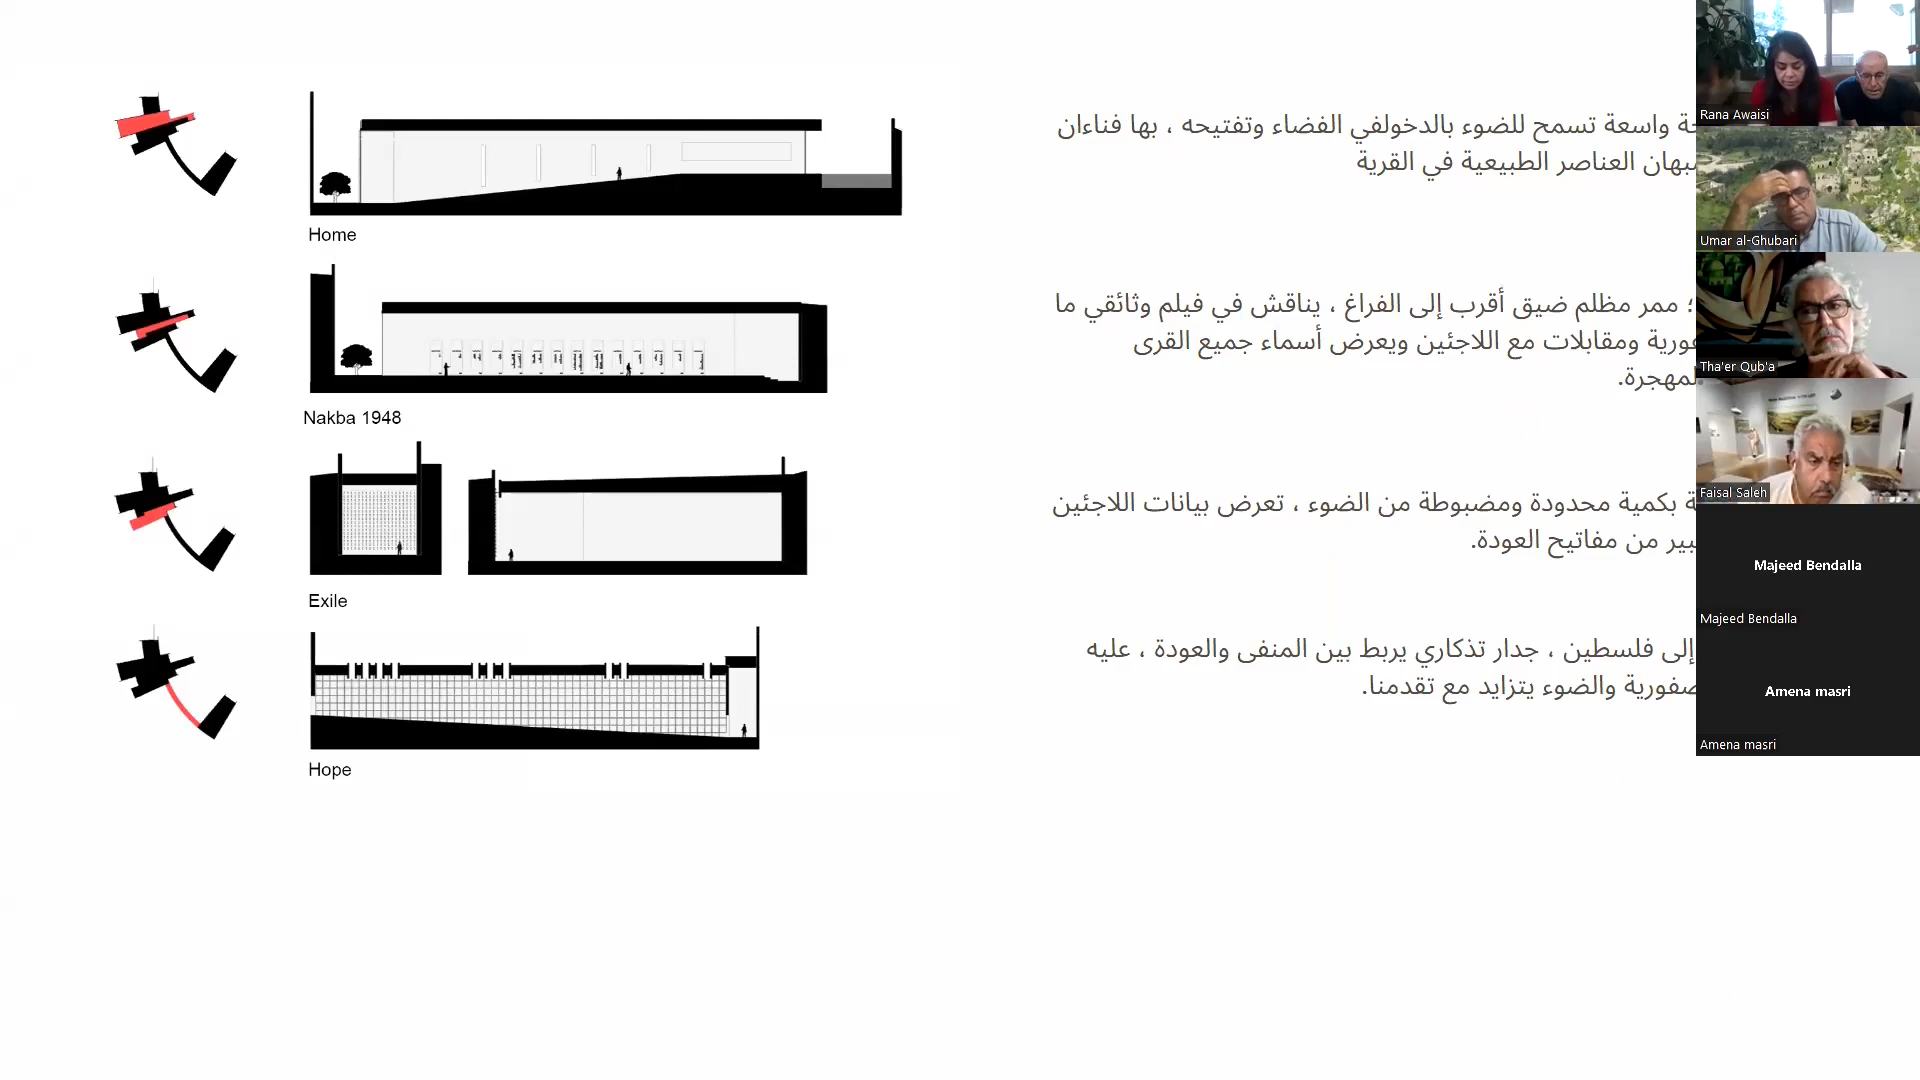 Home
Nakba 1948
Exile
Hope
واسعة تسمح للضوء بالدخولفي الفضاء وتفتيحه ، بها فناءان
العناصر الطبيعية في القرية
؛ ممر مظلم ضيق أقرب إلى الفراغ ، يناقش في فيلم وثائقي ما
ومقابلات مع اللاجئين ويعرض أسماء جميع القرى
المهجرة.
بكمية محدودة ومضبوطة من الضوء ، تعرض بيانات اللاجئين
من مفاتيح العودة.
إلى فلسطين ، جدار تذكاري يربط بين المنفى والعودة ، عليه
والضوء يتزايد مع تقدمنا.
Rana Awaisi
Umar al-Ghubari
Tha'er Qub'a
Faisal Saleh
Majeed Bendalla
Majeed Bendalla
Amena masri
Amena masri